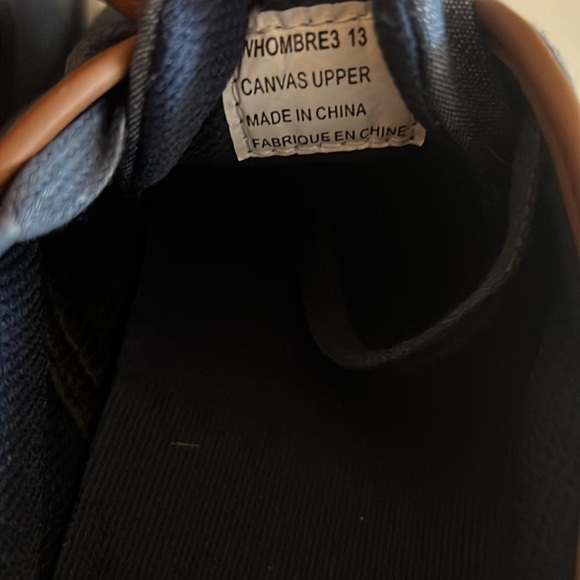 WHOMBRE3 13
CANVAS UPPER
MADE IN CHINA
FABRIQUE EN CHINE